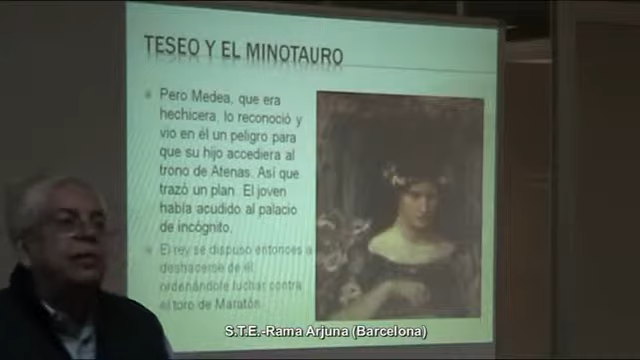 TESEO Y EL MINOTAURO
Pero Medea, que era
hechicera, lo reconoció y
vio en él un peligro para
que su hijo accediera al
trono de Atenas. Así que
trazó un plan. El joven
había acudido al palacio
de incógnito.
El rey se dispuso entonces a
deshacerse de él,
ordenándole luchar contra
el toro de Maratón.
S.T.E.-Rama Arjuna (Barcelona)